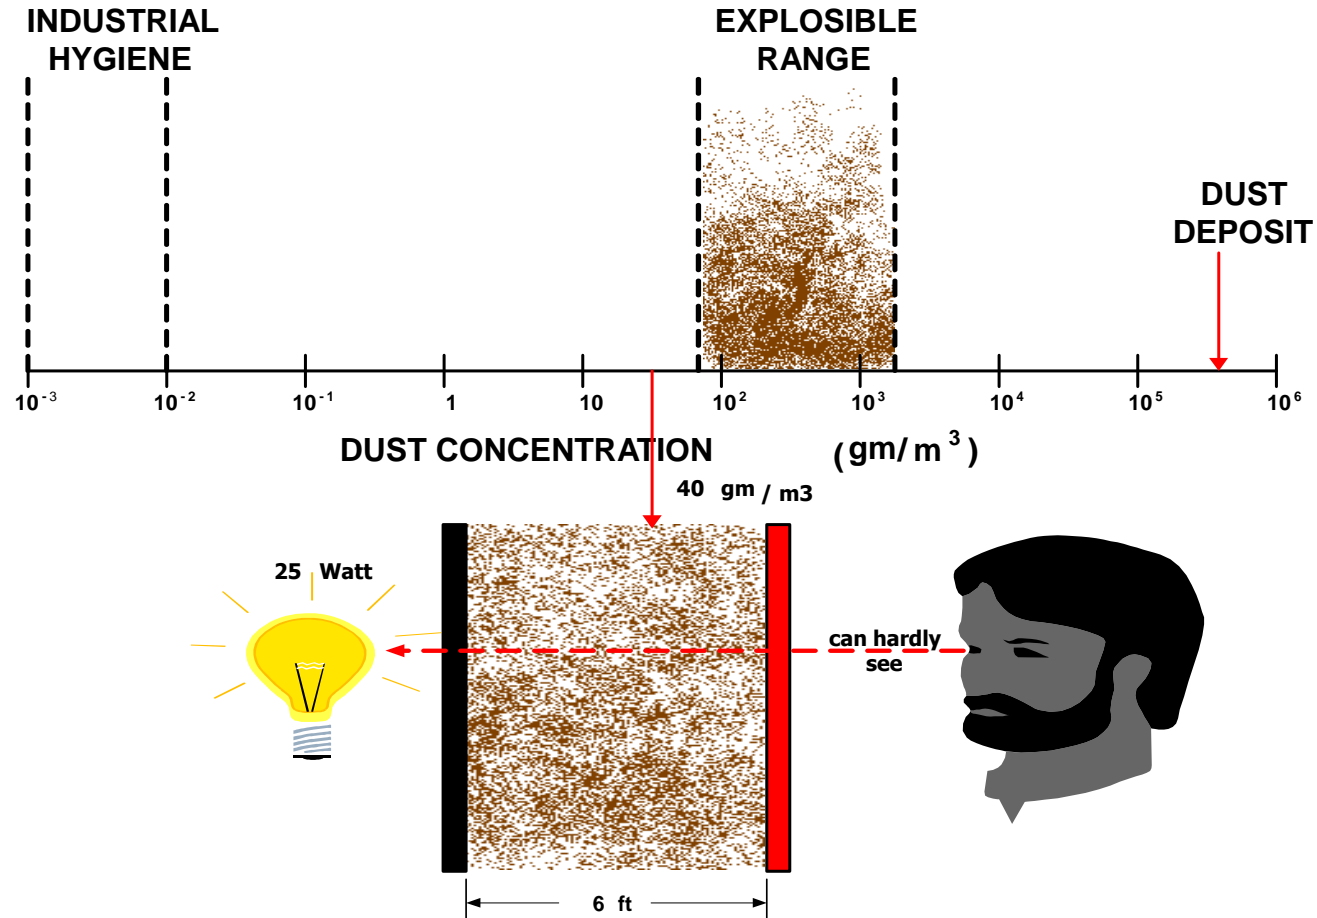 INDUSTRIAL
HYGIENE
EXPLOSIBLE
RANGE
DUST
DEPOSIT
10⁻³ 10⁻² 10⁻¹ 1 10 10² 10³ 10⁴ 10⁵ 10⁶
DUST CONCENTRATION (gm/m³)
40 gm/m3
25 Watt
can hardly
see
6 ft